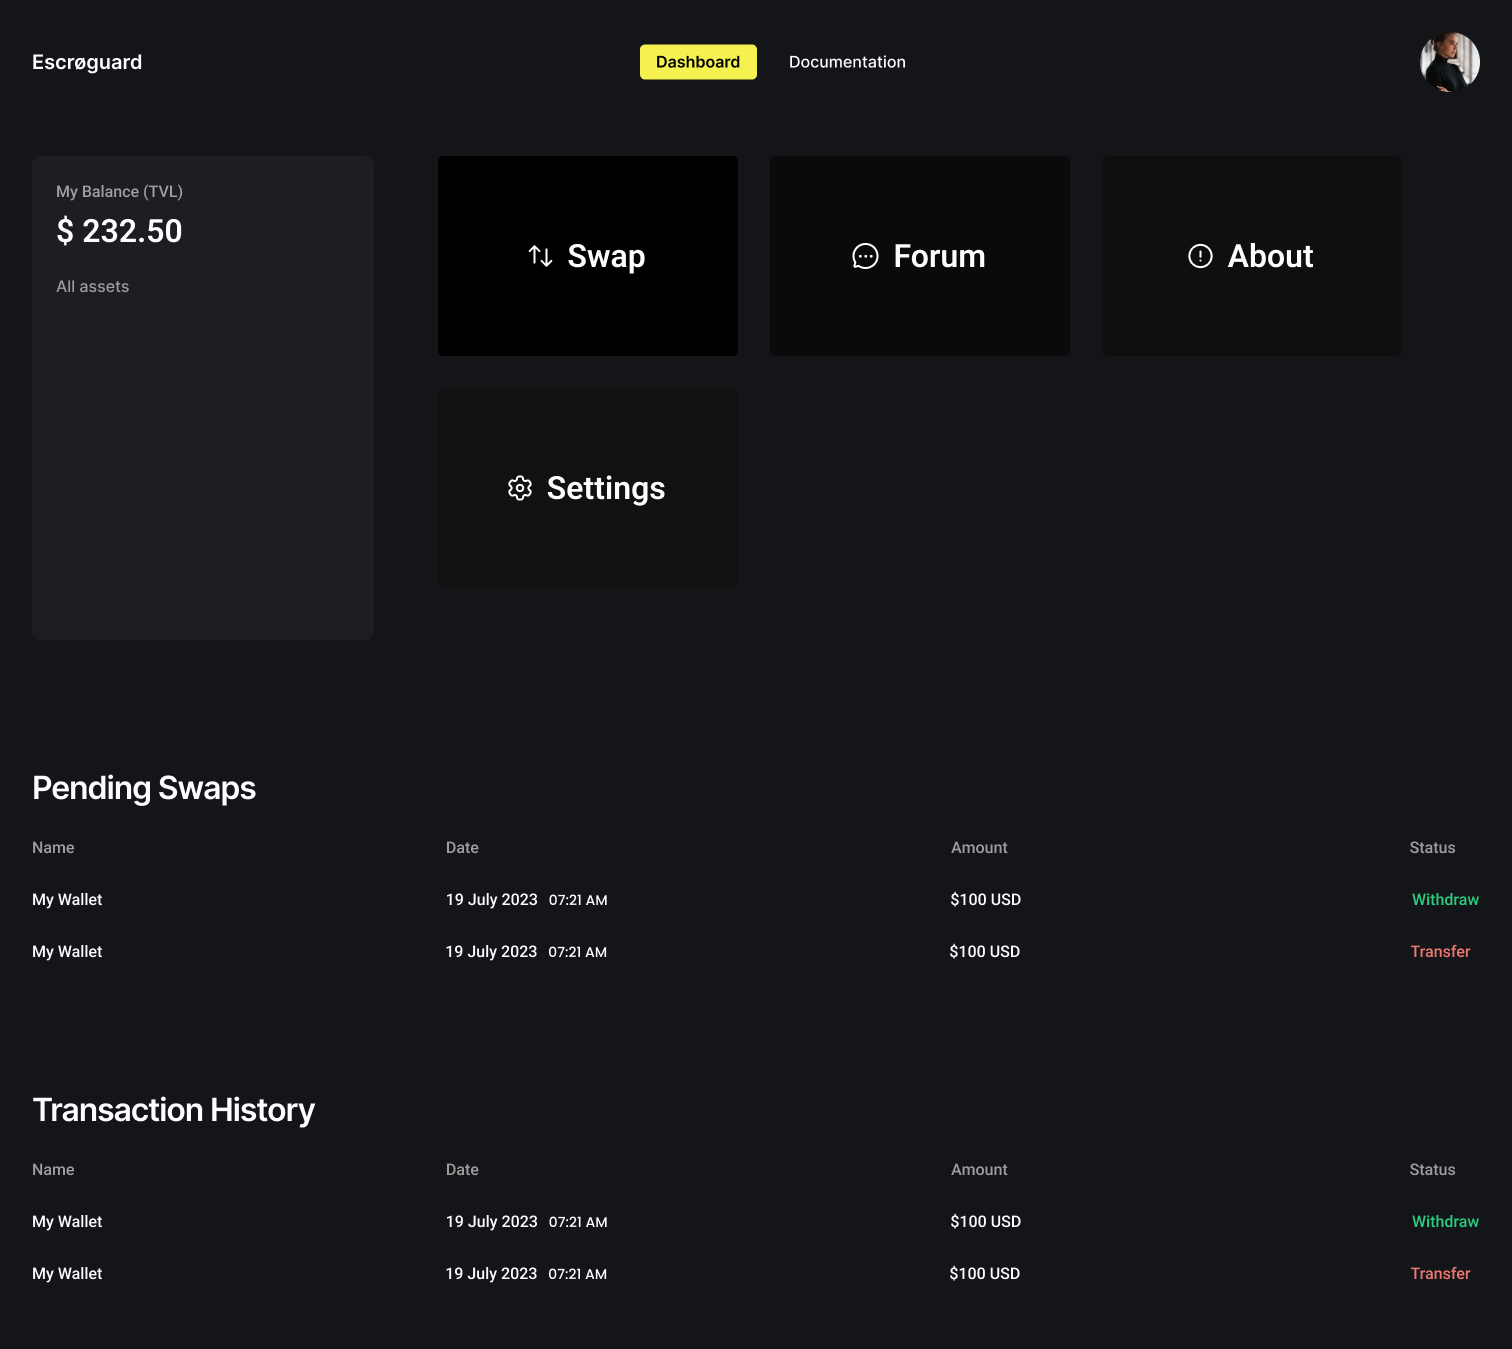 Escrøguard
Dashboard
Documentation
My Balance (TVL)
$ 232.50
All assets
Swap
Forum
About
Settings
Pending Swaps
Name Date Amount Status
My Wallet 19 July 2023 07:21 AM $100 USD Withdraw
My Wallet 19 July 2023 07:21 AM $100 USD Transfer
Transaction History
Name Date Amount Status
My Wallet 19 July 2023 07:21 AM $100 USD Withdraw
My Wallet 19 July 2023 07:21 AM $100 USD Transfer